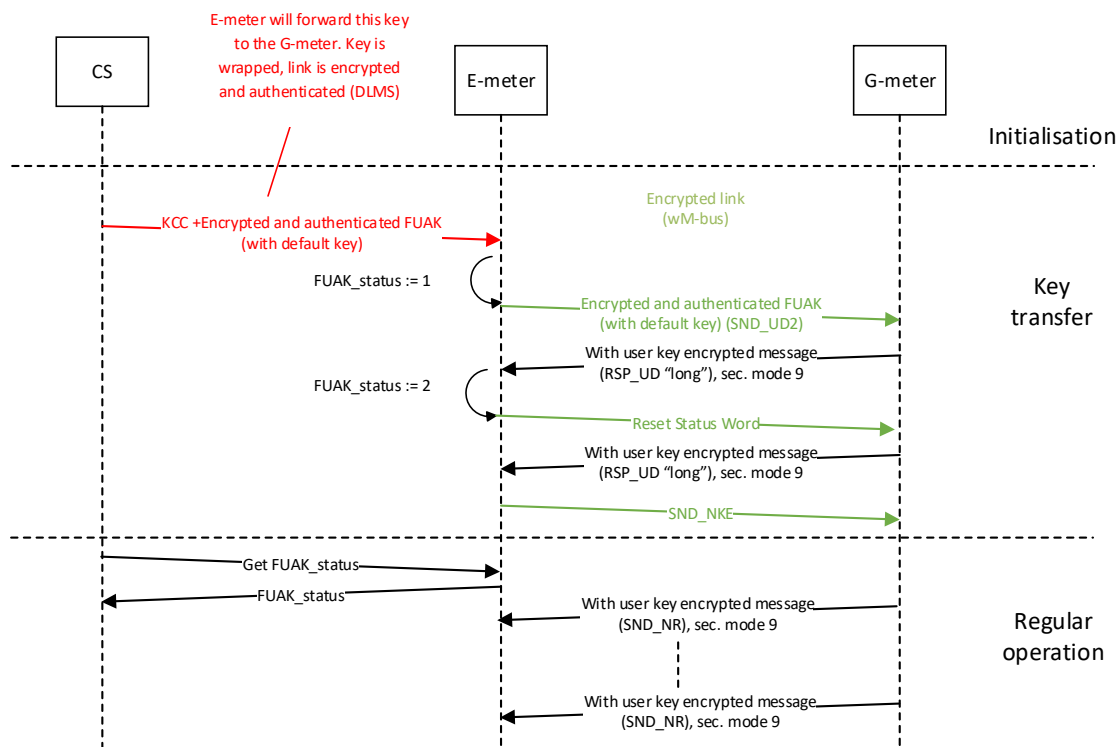 E-meter will forward this key
to the G-meter. Key is
wrapped, link is encrypted
and authenticated (DLMS)
CS
E-meter
G-meter
Initialisation
Encrypted link
(wM-bus)
KCC +Encrypted and authenticated FUAK
(with default key)
FUAK_status := 1
Key
transfer
Encrypted and authenticated FUAK
(with default key) (SND_UD2)
With user key encrypted message
(RSP_UD “long”), sec. mode 9
FUAK_status := 2
Reset Status Word
With user key encrypted message
(RSP_UD “long”), sec. mode 9
SND_NKE
Get FUAK_status
FUAK_status
With user key encrypted message
(SND_NR), sec. mode 9
Regular
operation
With user key encrypted message
(SND_NR), sec. mode 9